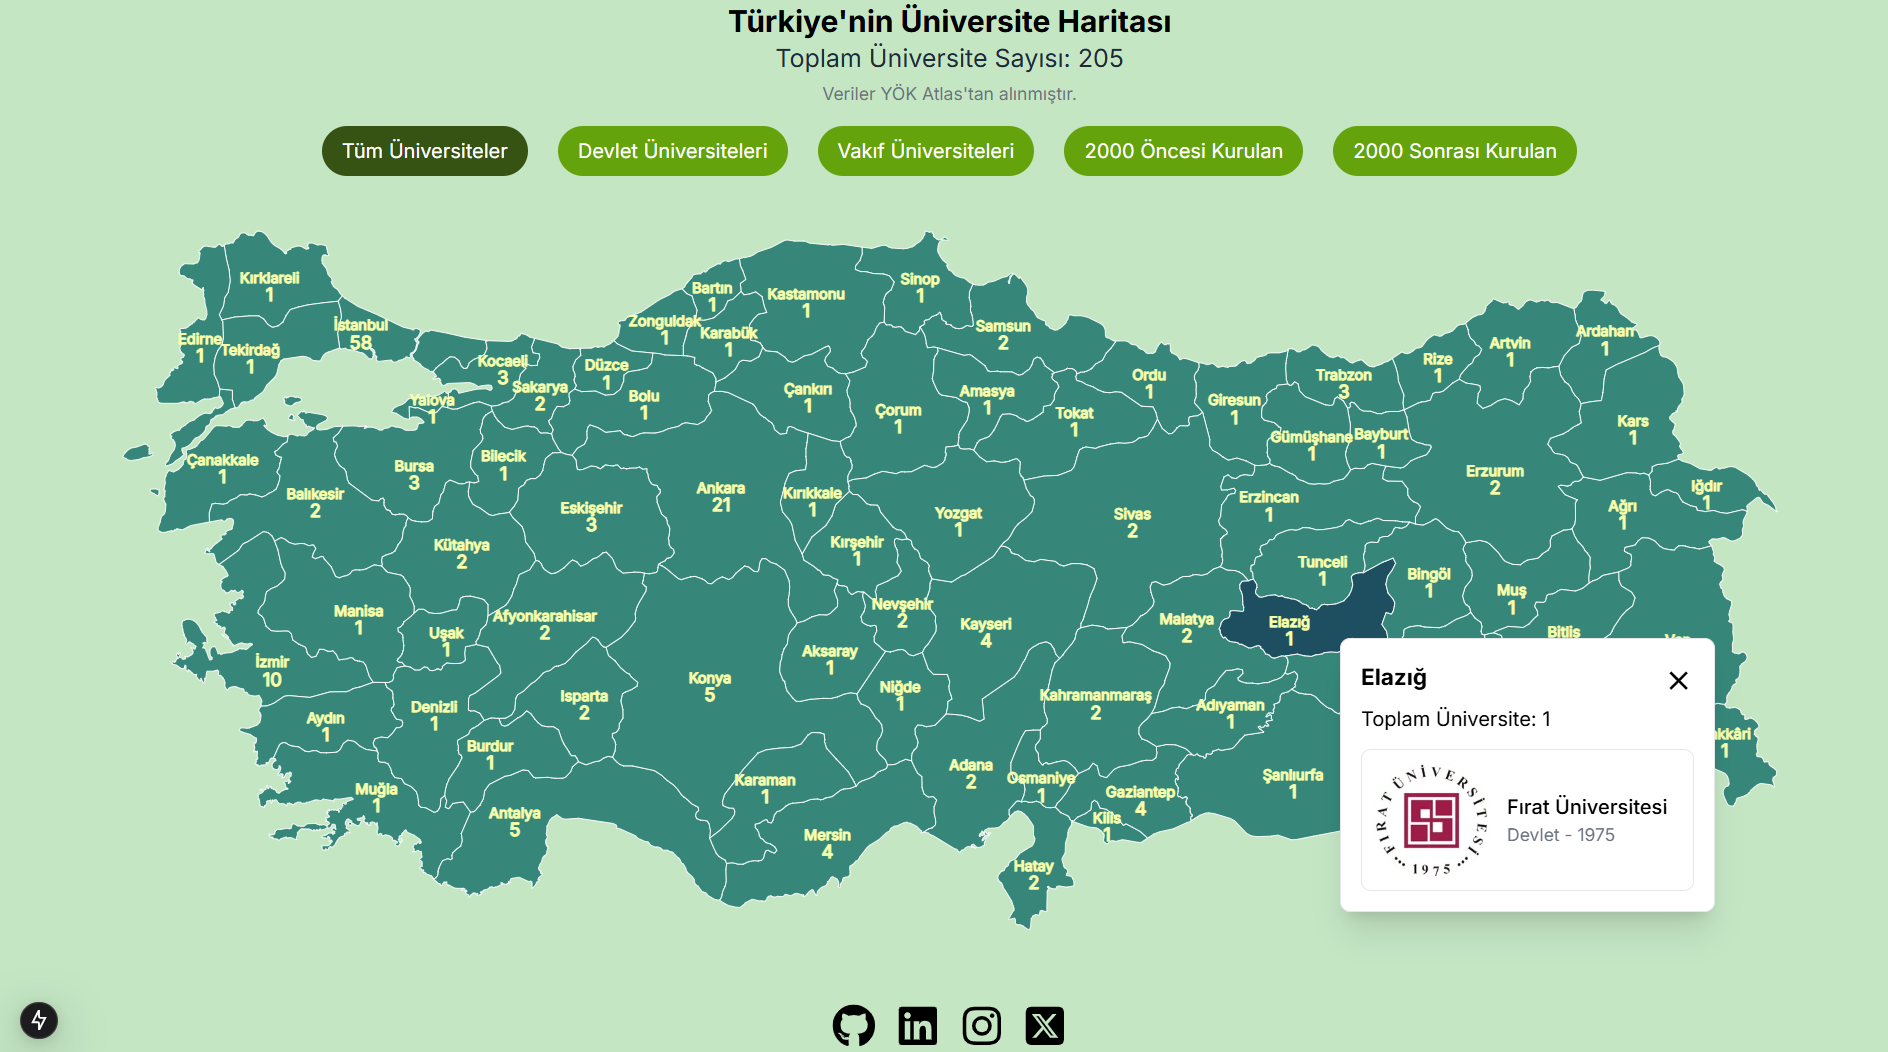 Türkiye'nin Üniversite Haritası
Toplam Üniversite Sayısı: 205
Veriler YÖK Atlas'tan alınmıştır.
Tüm Üniversiteler
Devlet Üniversiteleri
Vakıf Üniversiteleri
2000 Öncesi Kurulan
2000 Sonrası Kurulan
Kırklareli
1
Edirne
1
Tekirdağ
1
İstanbul
58
Kocaeli
3
Yalova
1
Sakarya
2
Düzce
1
Bolu
1
Zonguldak
1
Bartın
1
Karabük
1
Kastamonu
1
Sinop
1
Samsun
2
Çankırı
1
Çorum
1
Amasya
1
Tokat
1
Ordu
1
Giresun
1
Trabzon
3
Rize
1
Artvin
1
Ardahan
1
Kars
1
Gümüşhane
1
Bayburt
1
Erzurum
2
Iğdır
1
Ağrı
1
Çanakkale
1
Balıkesir
2
Bursa
3
Bilecik
1
Eskişehir
3
Ankara
21
Kırıkkale
1
Kırşehir
1
Yozgat
1
Sivas
2
Erzincan
1
Tunceli
1
Bingöl
1
Muş
1
Bitlis
Kütahya
2
Manisa
1
Uşak
1
Afyonkarahisar
2
İzmir
10
Aydın
1
Denizli
1
Isparta
2
Burdur
1
Muğla
1
Antalya
5
Konya
5
Aksaray
1
Nevşehir
2
Niğde
1
Kayseri
4
Karaman
1
Mersin
4
Adana
2
Osmaniye
1
Hatay
2
Kahramanmaraş
2
Malatya
2
Adıyaman
1
Gaziantep
4
Kilis
1
Şanlıurfa
1
Elazığ
1
kkâri
1
Elazığ
Toplam Üniversite: 1
FIRAT ÜNİVERSİTESİ
1975
Fırat Üniversitesi
Devlet - 1975